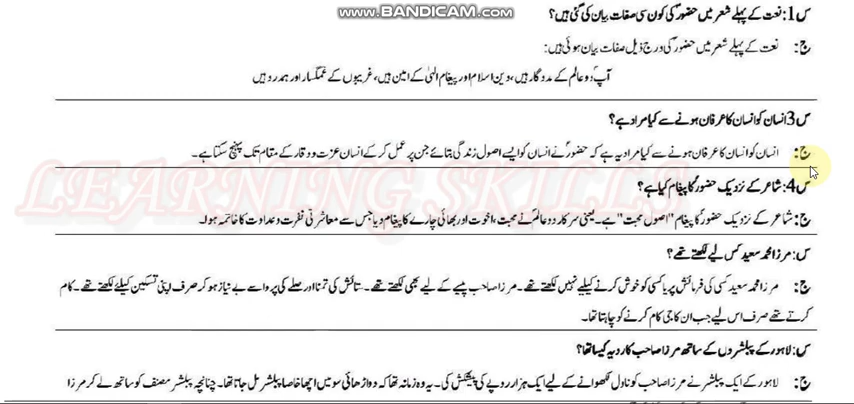 www.BANDICAM.com
س1: نعت کے پہلے شعر میں حضورؐ کی کون سی صفات بیان کی گئی ہیں؟
ج: نعت کے پہلے شعر میں حضورؐ کی درج ذیل صفات بیان ہوئی ہیں:
آپؐ دو عالم کے مددگار ہیں، دین اسلام اور پیغام الٰہی کے امین ہیں، غریبوں کے غمگسار اور ہمدرد ہیں
س3 انسان کو انسان کا عرفان ہونے سے کیا مراد ہے؟
ج: انسان کو انسان کا عرفان ہونے سے کیا مراد یہ ہے کہ حضورؐ نے انسان کو ایسے اصول زندگی بتائے جن پر عمل کر کے انسان عزت و وقار کے مقام تک پہنچ سکتا ہے۔
LEARNING SKILLS
س4: شاعر کے نزدیک حضورؐ کا پیغام کیا ہے؟
ج: شاعر کے نزدیک حضورؐ کا پیغام "اصول محبت" ہے۔ یعنی سرکار دو عالمؐ نے محبت، اخوت اور بھائی چارے کا پیغام دیا جس سے معاشرتی نفرت و عداوت کا خاتمہ ہوا۔
س: مرزا محمد سعید کس لیے لکھتے تھے؟
ج: مرزا محمد سعید کسی کی فرمائش پر یا کسی کو خوش کرنے کیلیے نہیں لکھتے تھے۔ مرزا صاحب پیسے کے لیے بھی لکھتے تھے۔ ستائش کی تمنا اور صلے کی پروا سے بے نیاز ہو کر صرف اپنی تسکین کیلئے لکھتے تھے۔ کام
کرتے تھے صرف اس لیے جب ان کا جی کام کرنے کو چاہتا تھا۔
س: لاہور کے پبلشروں کے ساتھ مرزا صاحب کا رویہ کیسا تھا؟
ج: لاہور کے ایک پبلشر نے مرزا صاحب کو ناول لکھوانے کے لیے ایک ہزار روپے کی پیشکش کی۔ یہ وہ زمانہ تھا کہ دو اڑھائی سو میں اچھا خاصا پبلشر مل جاتا تھا۔ چنانچہ پبلشر مصنف کو ساتھ لے کر مرزا